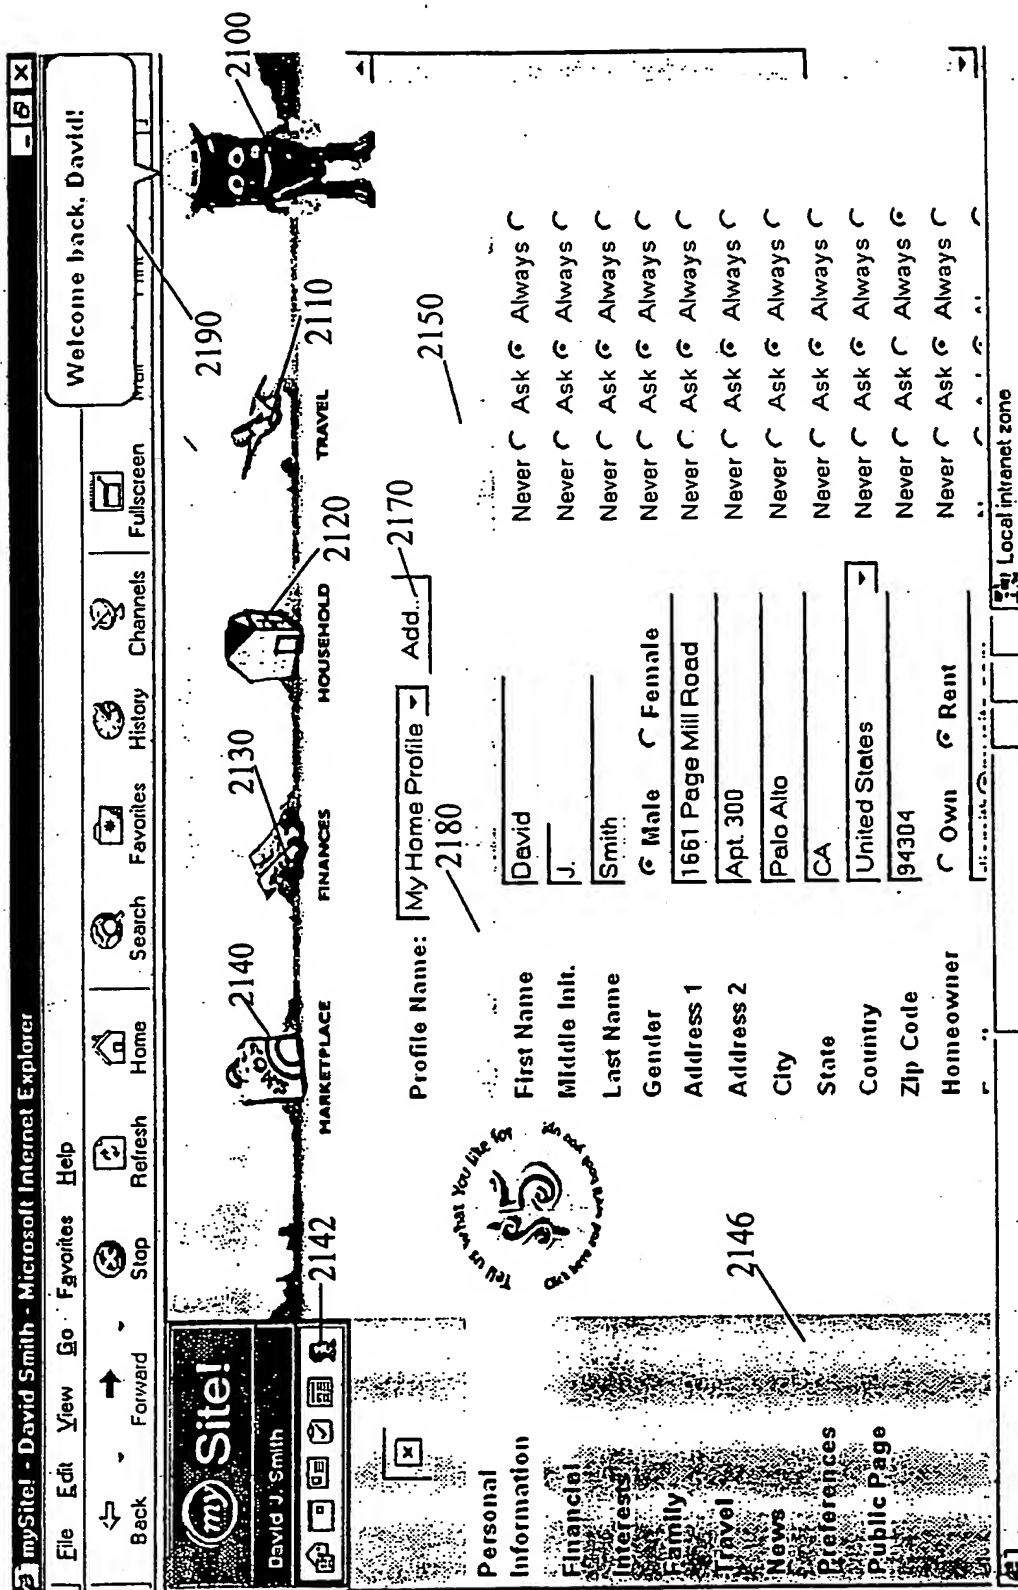 mySite! - David Smith - Microsoft Internet Explorer
File Edit View Go Favorites Help
Back Forward Stop Refresh Home Search Favorites History Channels Fullscreen
Welcome back, David!
2190
2100
my Site!
David J. Smith
2142
2140
2130
2120
2110
MARKETPLACE
FINANCES
HOUSEHOLD
TRAVEL
Profile Name: My Home Profile Add...
2170
2180
2150
Tell us what You like for
Personal
Information
Financial
Interests
Family
Travel
News
Preferences
Public Page
2146
First Name David Never Ask Always
Middle Init. J. Never Ask Always
Last Name Smith Never Ask Always
Gender Male Female Never Ask Always
Address 1 1661 Page Mill Road Never Ask Always
Address 2 Apt. 300 Never Ask Always
City Palo Alto Never Ask Always
State CA Never Ask Always
Country United States Never Ask Always
Zip Code 94304 Never Ask Always
Homeowner Own Rent Never Ask Always
Local intranet zone